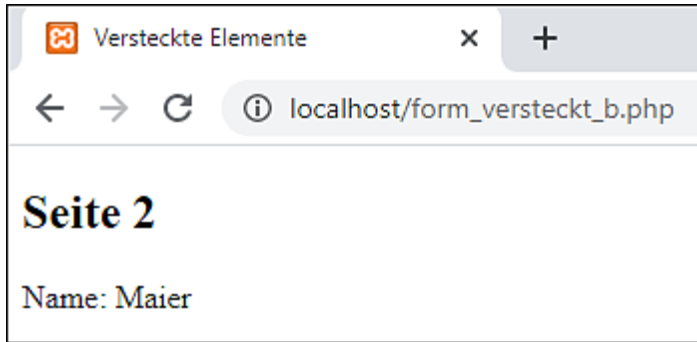 Versteckte Elemente
localhost/form_versteckt_b.php
Seite 2
Name: Maier